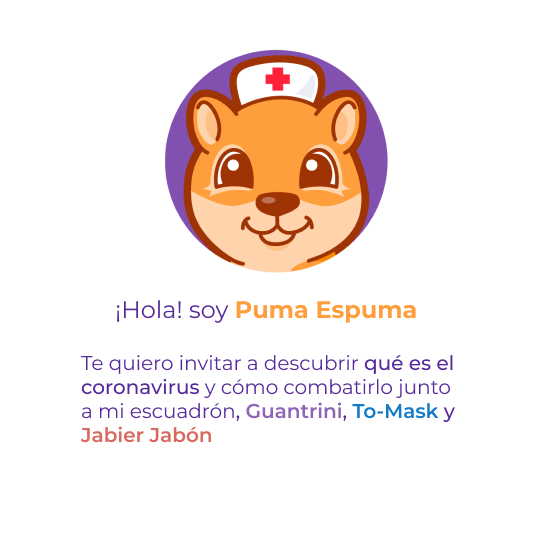 ¡Hola! soy Puma Espuma
Te quiero invitar a descubrir qué es el
coronavirus y cómo combatirlo junto
a mi escuadrón, Guantrini, To-Mask y
Jabier Jabón